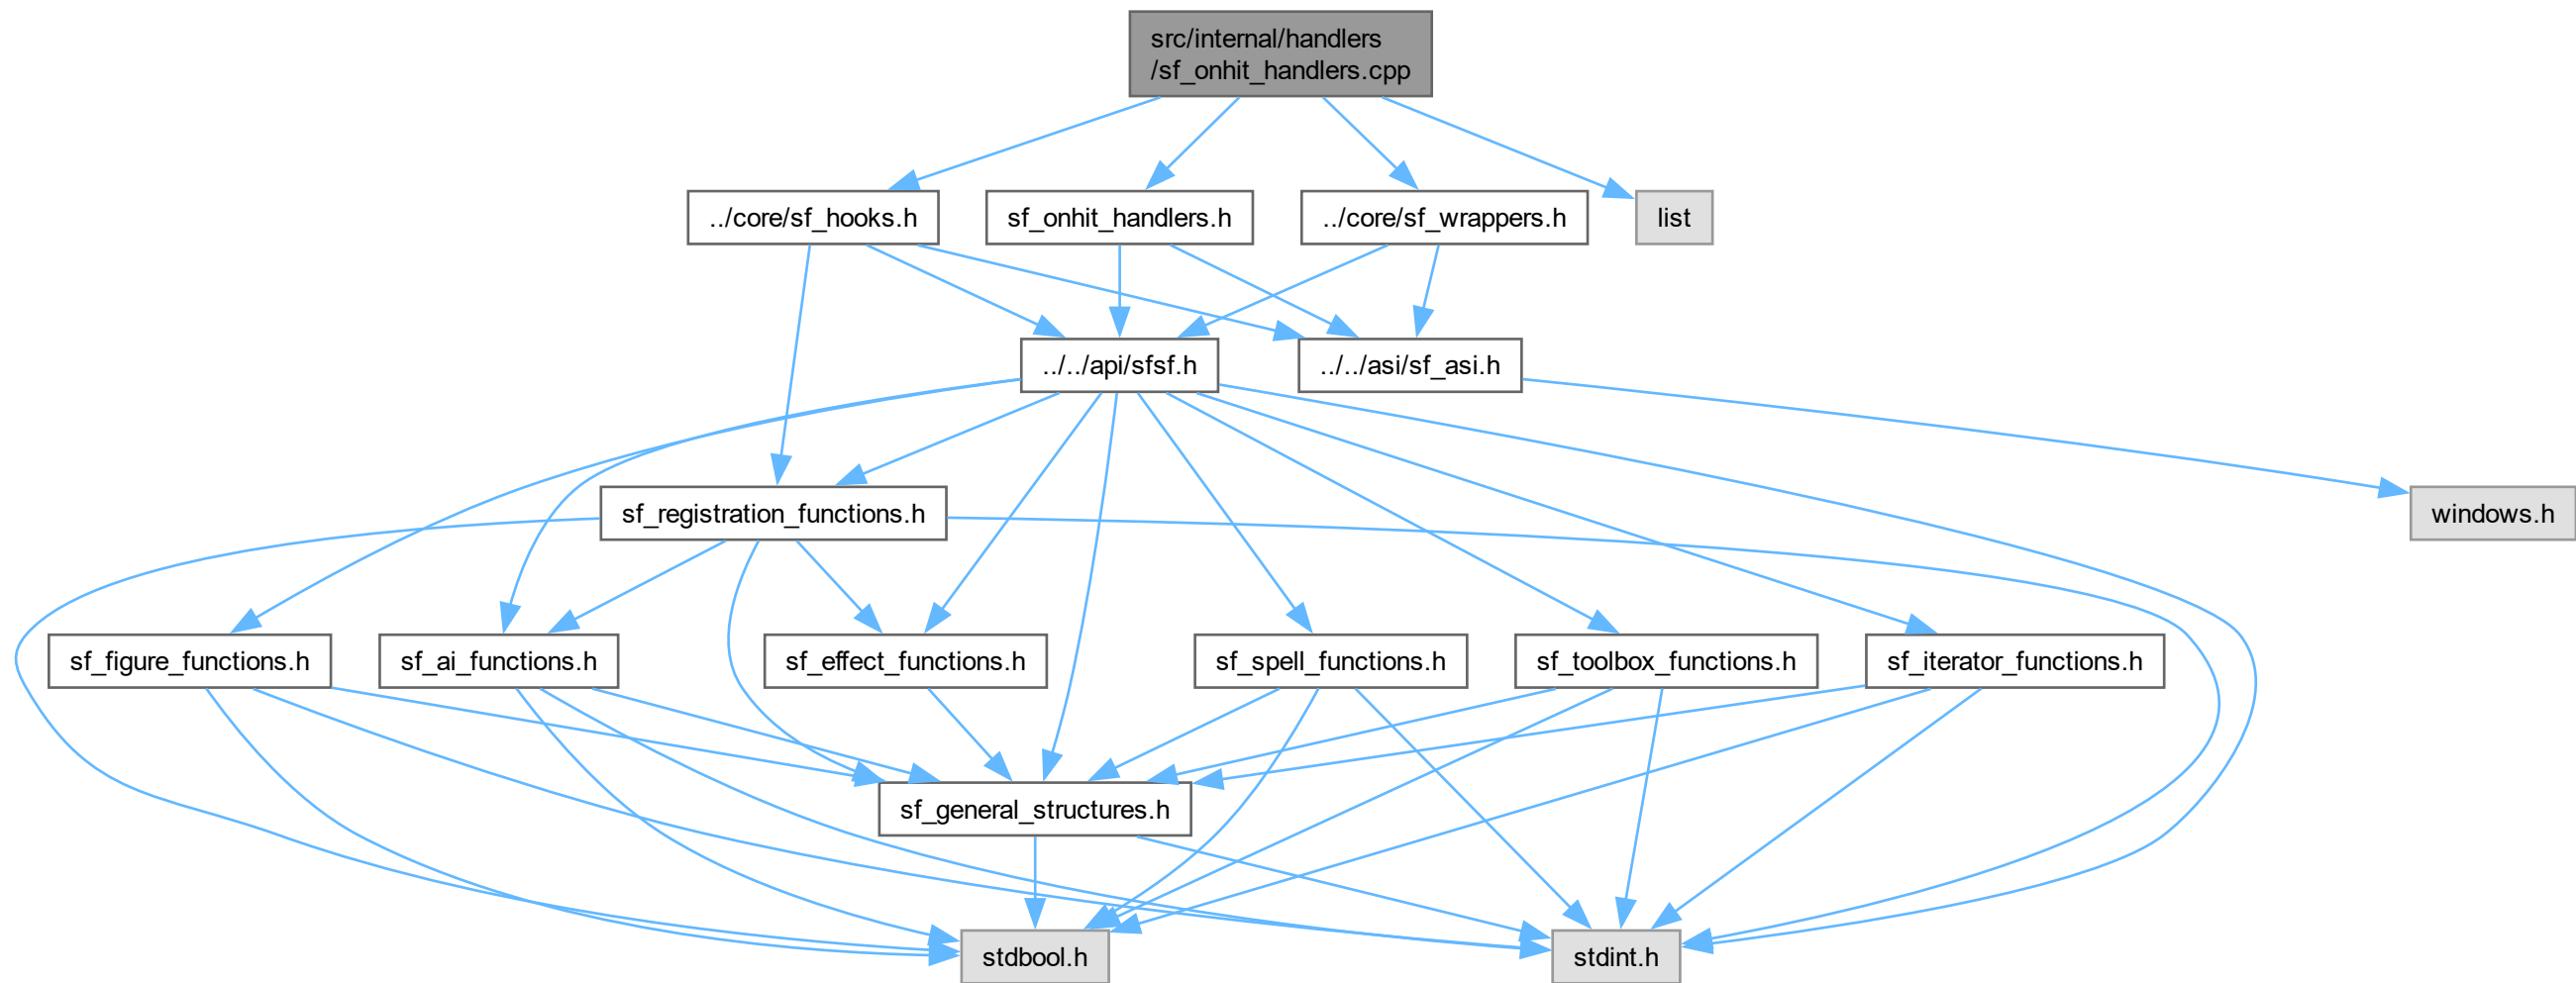 src/internal/handlers
/sf_onhit_handlers.cpp
../core/sf_hooks.h
sf_onhit_handlers.h
../core/sf_wrappers.h
list
../../api/sfsf.h
../../asi/sf_asi.h
sf_registration_functions.h
windows.h
sf_figure_functions.h
sf_ai_functions.h
sf_effect_functions.h
sf_spell_functions.h
sf_toolbox_functions.h
sf_iterator_functions.h
sf_general_structures.h
stdbool.h
stdint.h